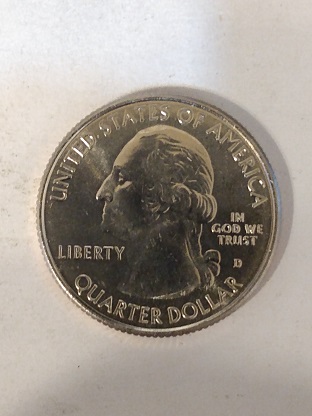 UNITED STATES OF AMERICA
LIBERTY
IN
GOD WE
TRUST
D
QUARTER DOLLAR